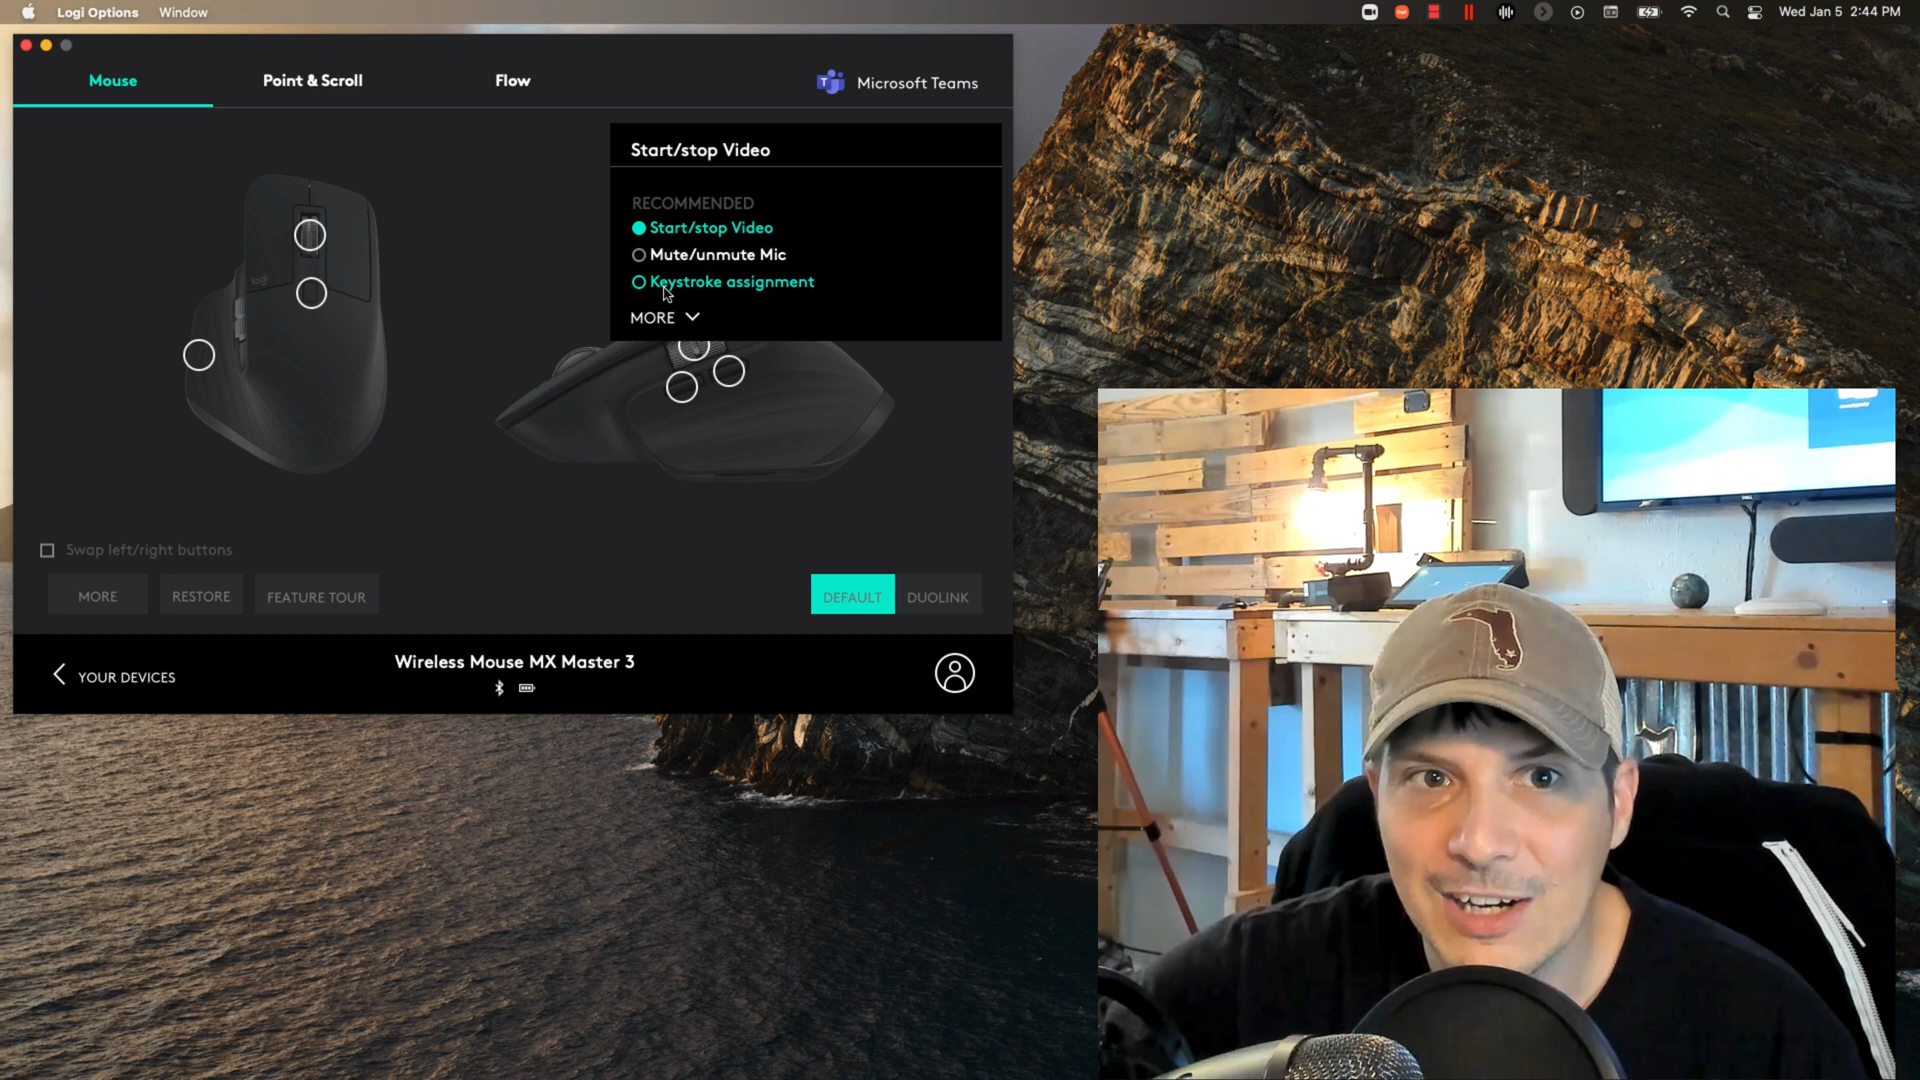 Logi Options Window
Wed Jan 5 2:44 PM
Mouse Point & Scroll Flow
Microsoft Teams
Start/stop Video
RECOMMENDED
Start/stop Video
Mute/unmute Mic
Keystroke assignment
MORE
logi
Swap left/right buttons
MORE RESTORE FEATURE TOUR
DEFAULT DUOLINK
Wireless Mouse MX Master 3
YOUR DEVICES
DELL